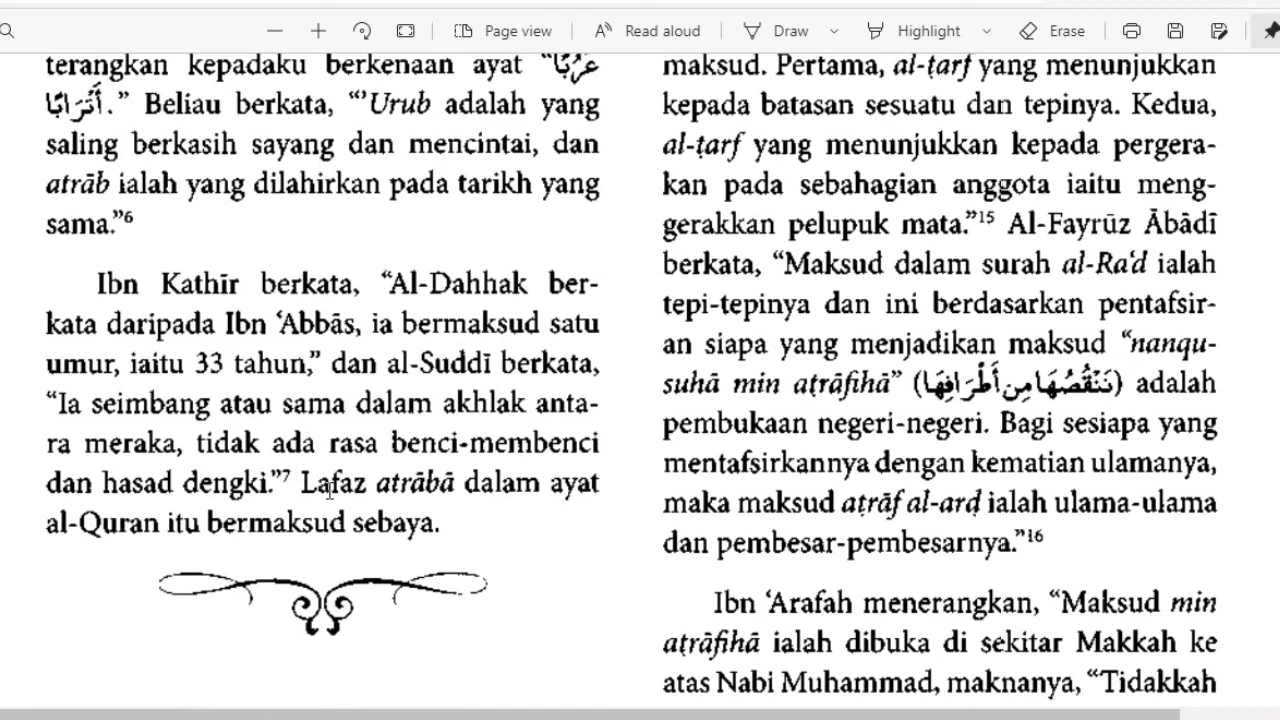 Page view
Read aloud
Draw
Highlight
Erase
terangkan kepadaku berkenaan ayat “عُرُبًا
أَتْرَابًا.” Beliau berkata, “’Urub adalah yang
saling berkasih sayang dan mencintai, dan
atrāb ialah yang dilahirkan pada tarikh yang
sama.”6
Ibn Kathīr berkata, “Al-Dahhak ber-
kata daripada Ibn ‘Abbās, ia bermaksud satu
umur, iaitu 33 tahun,” dan al-Suddī berkata,
“Ia seimbang atau sama dalam akhlak anta-
ra meraka, tidak ada rasa benci-membenci
dan hasad dengki.”7 Lafaz atrābā dalam ayat
al-Quran itu bermaksud sebaya.
maksud. Pertama, al-ṭarf yang menunjukkan
kepada batasan sesuatu dan tepinya. Kedua,
al-ṭarf yang menunjukkan kepada pergera-
kan pada sebahagian anggota iaitu meng-
gerakkan pelupuk mata.”15 Al-Fayrūz Ābādī
berkata, “Maksud dalam surah al-Ra‘d ialah
tepi-tepinya dan ini berdasarkan pentafsir-
an siapa yang menjadikan maksud “nanqu-
suhā min aṭrāfihā” (نَنْقُصُهَا مِنْ أَطْرَافِهَا) adalah
pembukaan negeri-negeri. Bagi sesiapa yang
mentafsirkannya dengan kematian ulamanya,
maka maksud aṭrāf al-arḍ ialah ulama-ulama
dan pembesar-pembesarnya.”16
Ibn ‘Arafah menerangkan, “Maksud min
aṭrāfihā ialah dibuka di sekitar Makkah ke
atas Nabi Muhammad, maknanya, “Tidakkah